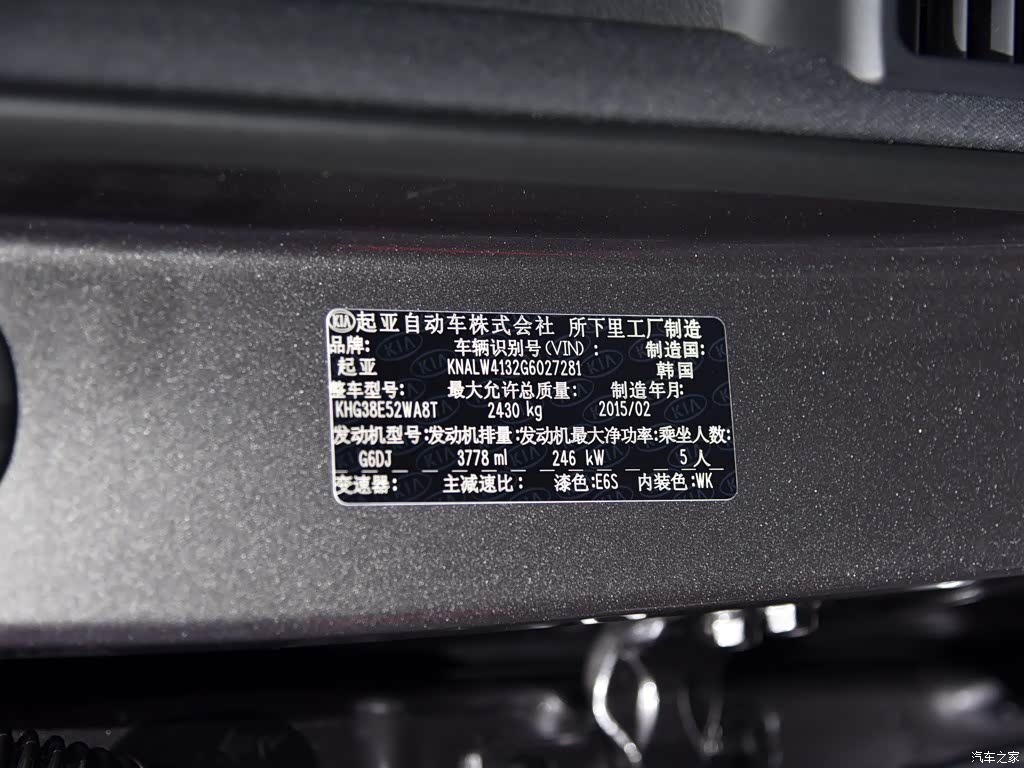 KIA 起亚自动车株式会社 所下里工厂制造
品牌: 车辆识别号(VIN): 制造国:
起亚 KNALW4132G6027281 韩国
整车型号: 最大允许总质量: 制造年月:
KHG38E52WA8T 2430 kg 2015/02
发动机型号:发动机排量:发动机最大净功率:乘坐人数:
G6DJ 3778 ml 246 kW 5 人
变速器: 主减速比: 漆色:E6S 内装色:WK
汽车之家